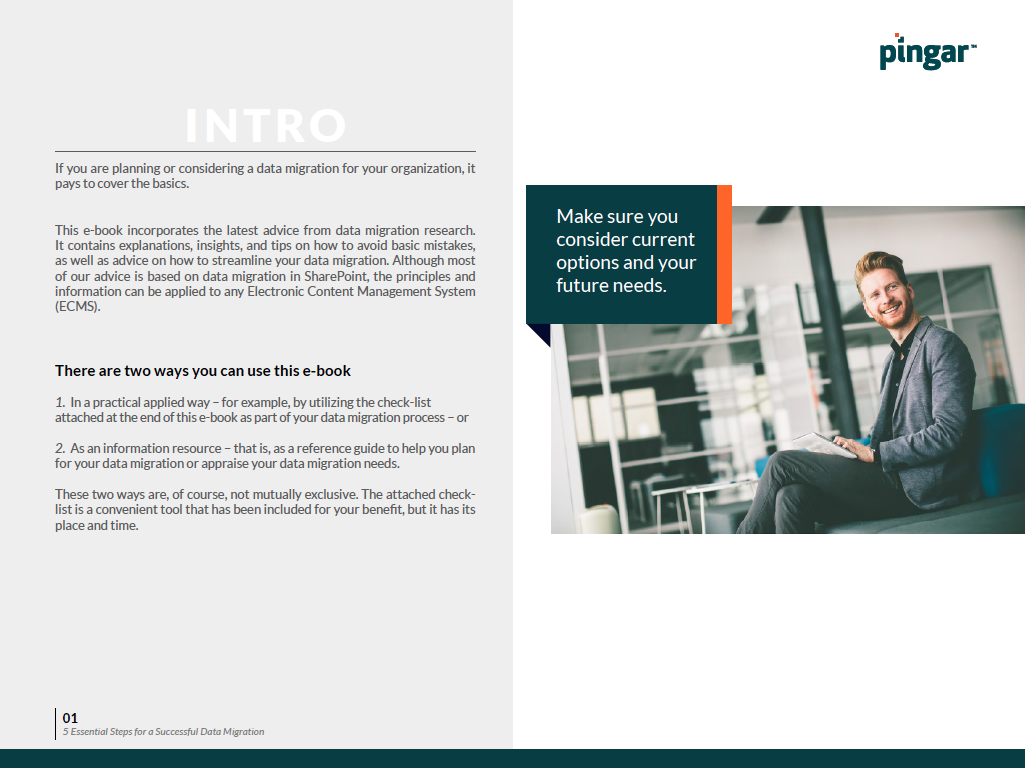 INTRO
If you are planning or considering a data migration for your organization, it
pays to cover the basics.
This e-book incorporates the latest advice from data migration research.
It contains explanations, insights, and tips on how to avoid basic mistakes,
as well as advice on how to streamline your data migration. Although most
of our advice is based on data migration in SharePoint, the principles and
information can be applied to any Electronic Content Management System
(ECMS).
There are two ways you can use this e-book
1. In a practical applied way – for example, by utilizing the check-list
attached at the end of this e-book as part of your data migration process – or
2. As an information resource – that is, as a reference guide to help you plan
for your data migration or appraise your data migration needs.
These two ways are, of course, not mutually exclusive. The attached check-
list is a convenient tool that has been included for your benefit, but it has its
place and time.
01
5 Essential Steps for a Successful Data Migration
pingar™
Make sure you
consider current
options and your
future needs.